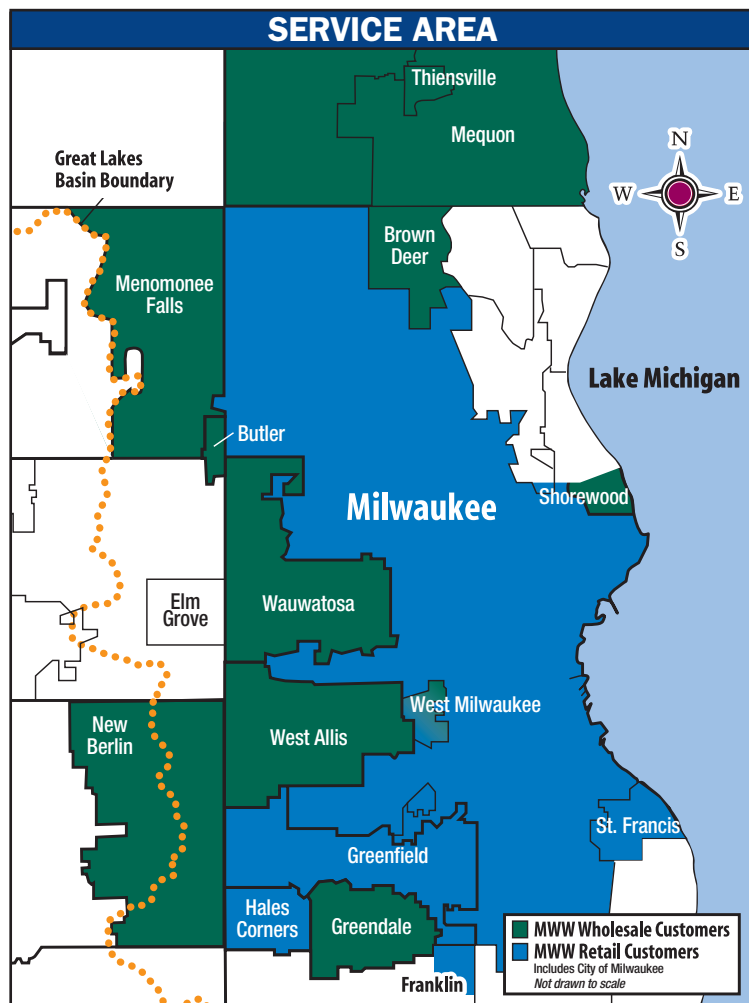 SERVICE AREA
Thiensville
Mequon
Great Lakes
Basin Boundary
N
W
E
S
Brown
Deer
Menomonee
Falls
Lake Michigan
Butler
Shorewood
Milwaukee
Elm
Grove
Wauwatosa
West Milwaukee
New
Berlin
West Allis
St. Francis
Greenfield
Hales
Corners
Greendale
Franklin
MWW Wholesale Customers
MWW Retail Customers
Includes City of Milwaukee
Not drawn to scale